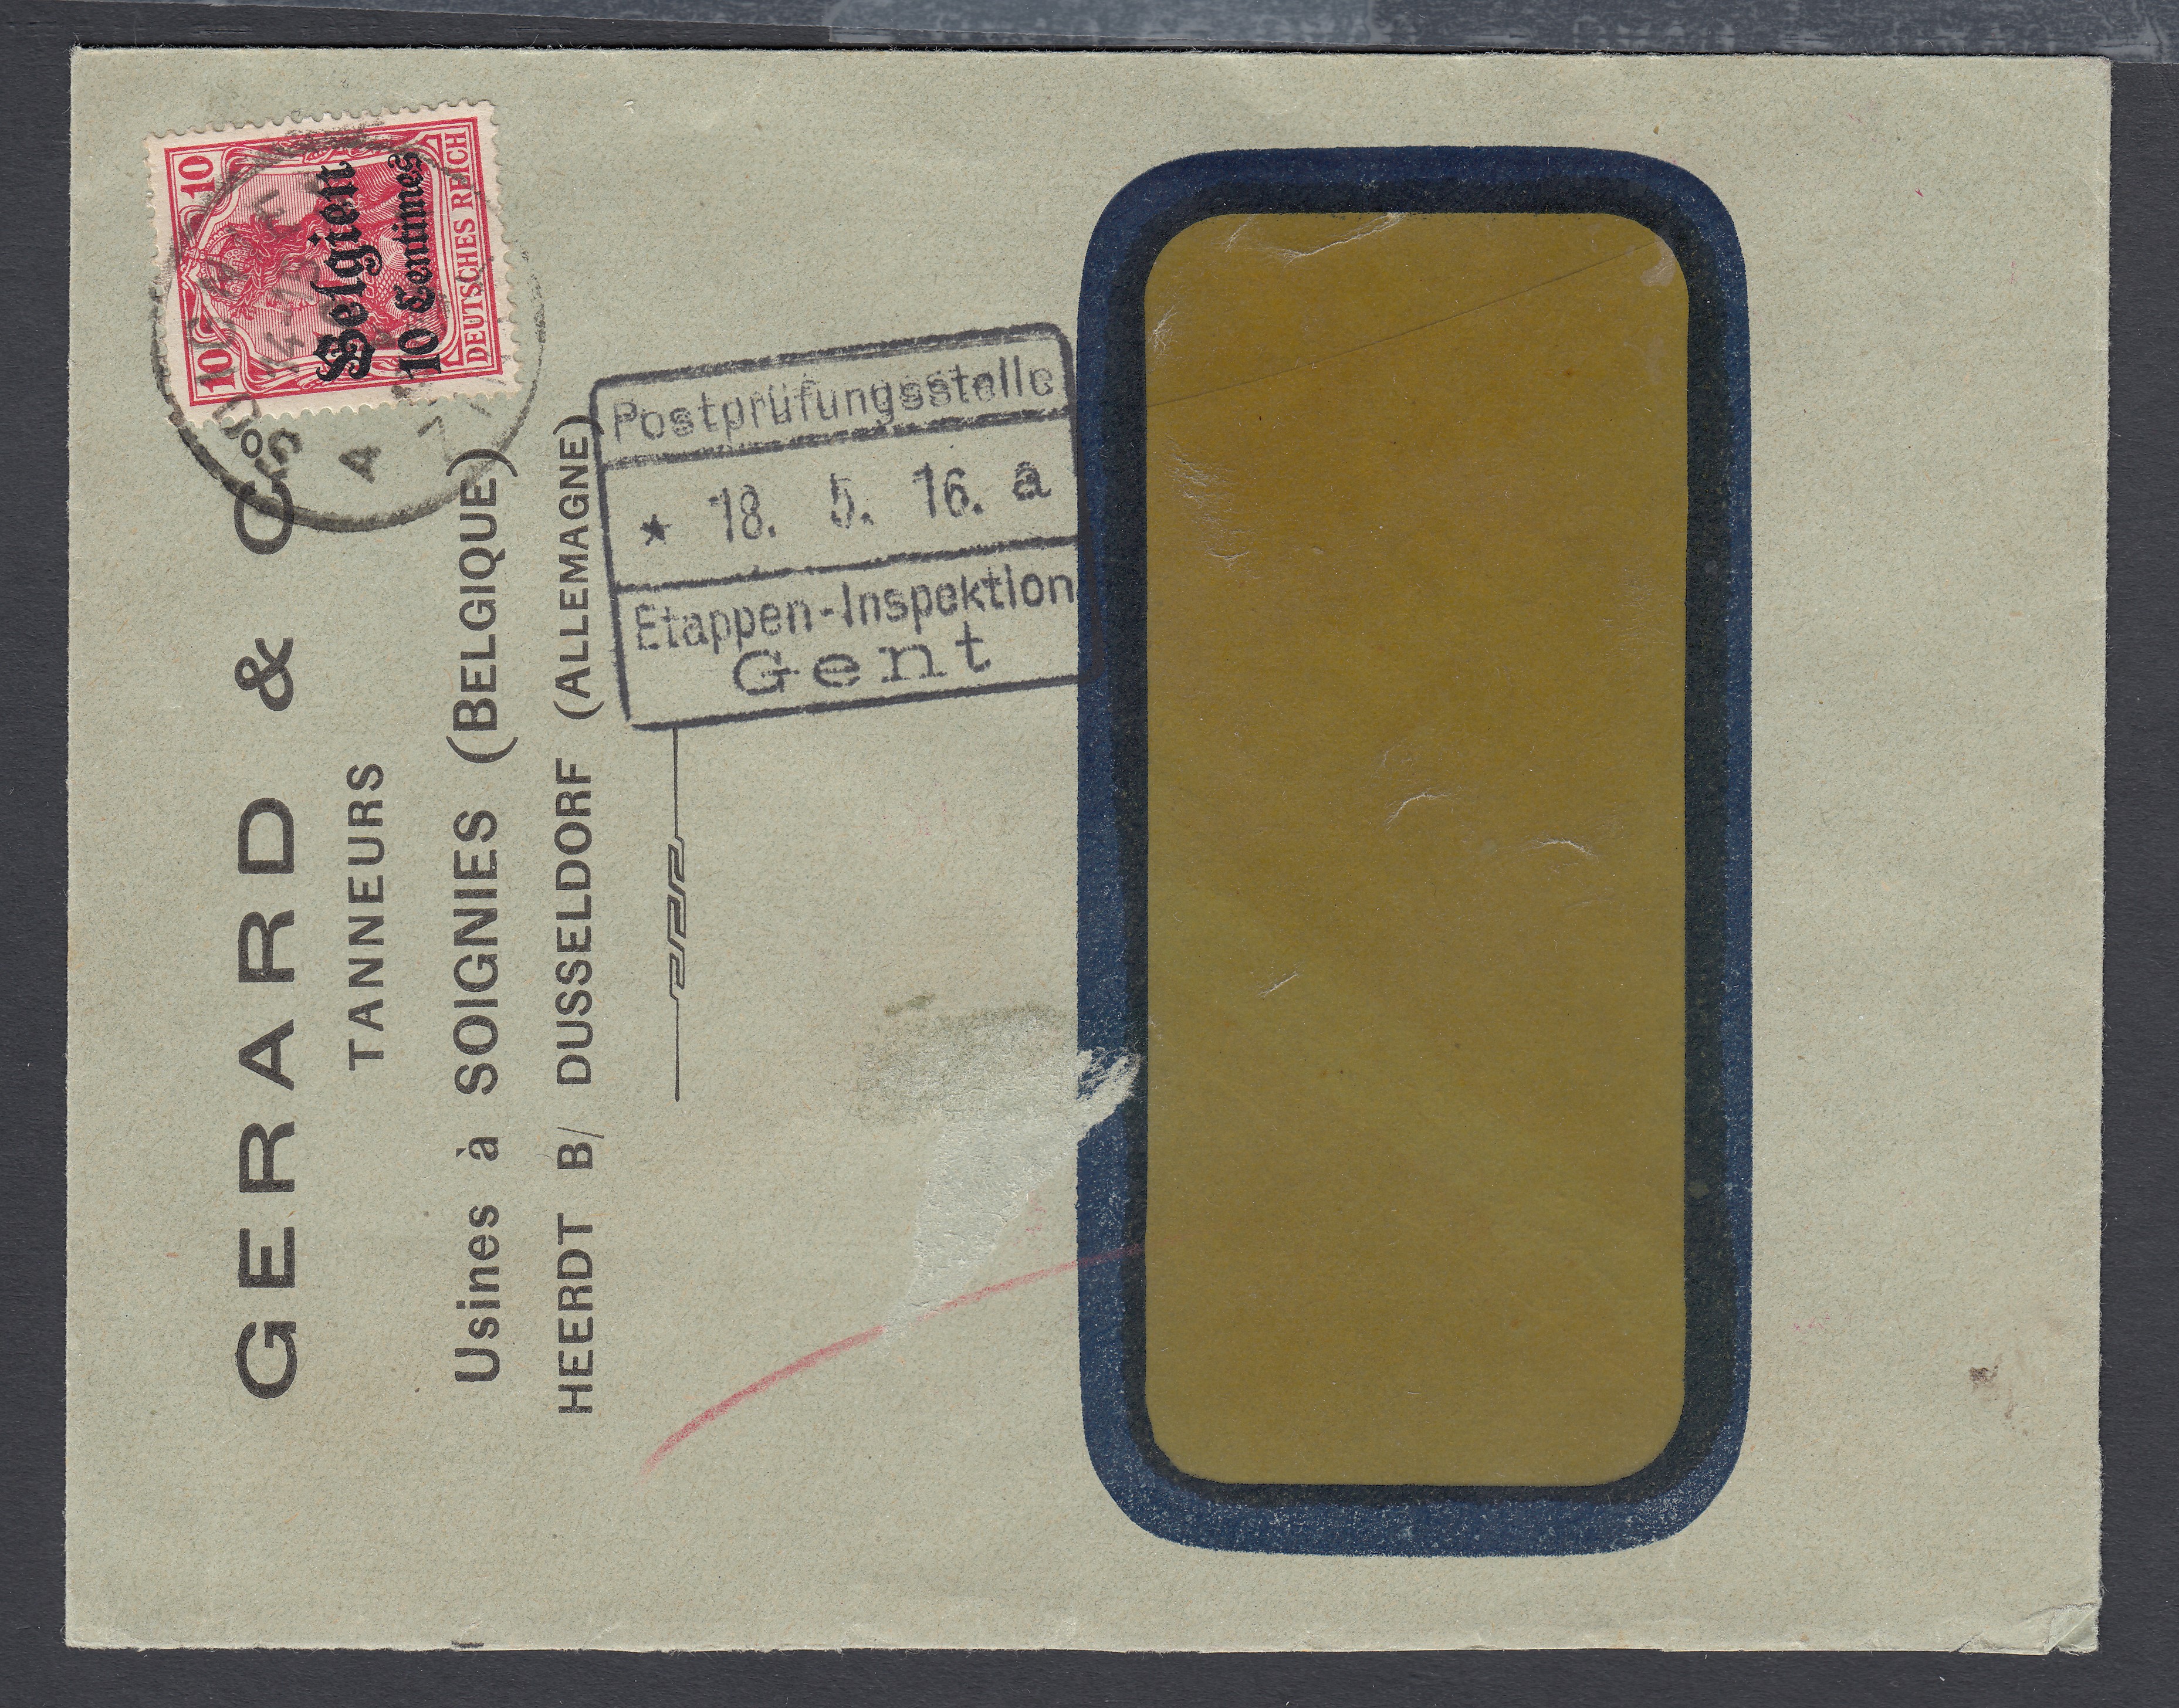 10 10
Belgien
10 Centimes
DEUTSCHES REICH
A
GERARD & Cº
TANNEURS
Usines à SOIGNIES (BELGIQUE)
HEERDT B/ DUSSELDORF (ALLEMAGNE)
Postprüfungsstelle
* 18. 5. 16. a
Etappen-Inspektion
Gent